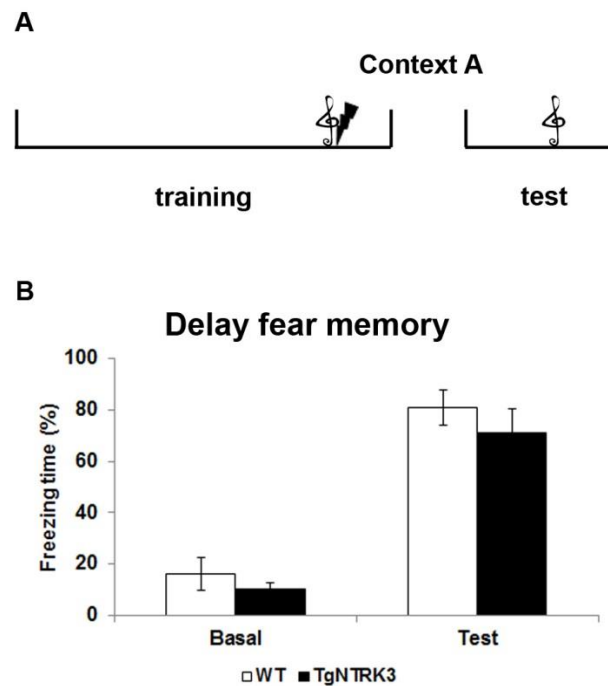 A
Context A
training test
B
Delay fear memory
Freezing time (%)
100
80
60
40
20
0
Basal Test
WT TgNTRK3